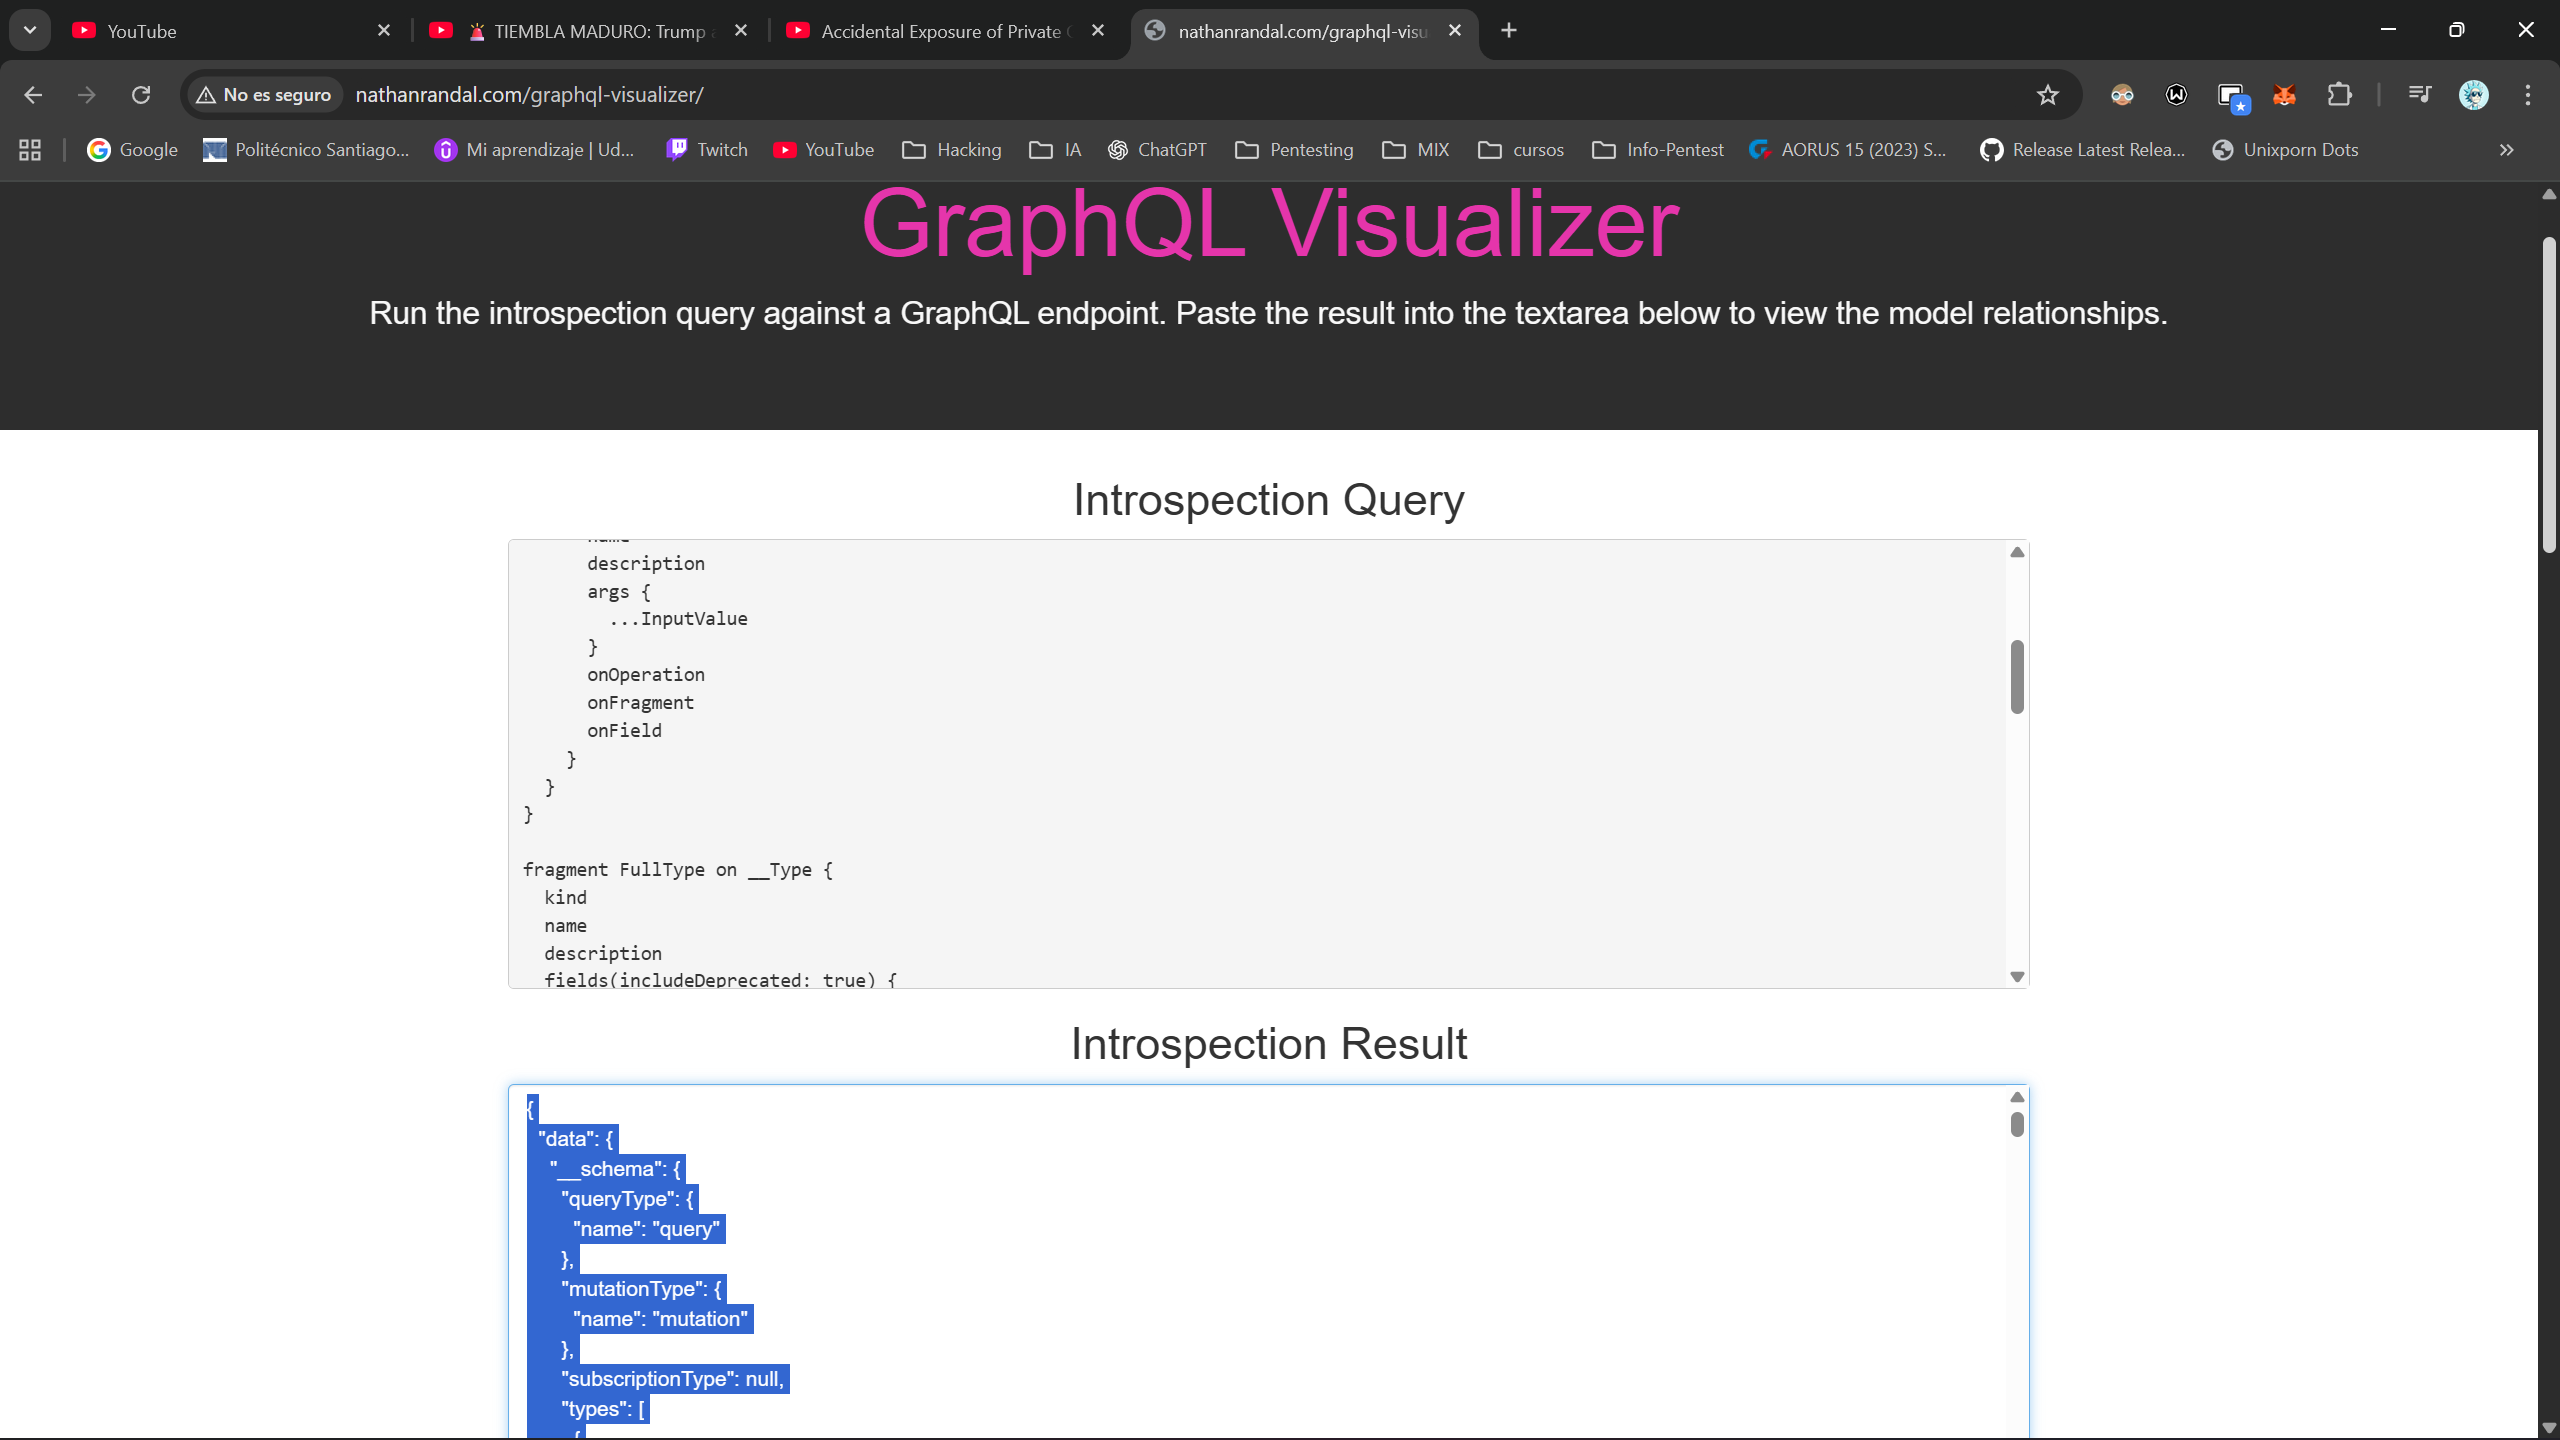 YouTube
TIEMBLA MADURO: Trump
Accidental Exposure of Private
nathanrandal.com/graphql-visu
No es seguro
nathanrandal.com/graphql-visualizer/
Google
Politécnico Santiago...
Mi aprendizaje | Ud...
Twitch
YouTube
Hacking
IA
ChatGPT
Pentesting
MIX
cursos
Info-Pentest
AORUS 15 (2023) S...
Release Latest Relea...
Unixporn Dots
GraphQL Visualizer
Run the introspection query against a GraphQL endpoint. Paste the result into the textarea below to view the model relationships.
Introspection Query
name
description
args {
...InputValue
}
onOperation
onFragment
onField
}
}
}
fragment FullType on __Type {
kind
name
description
fields(includeDeprecated: true) {
Introspection Result
{
"data": {
"__schema": {
"queryType": {
"name": "query"
},
"mutationType": {
"name": "mutation"
},
"subscriptionType": null,
"types": [
{